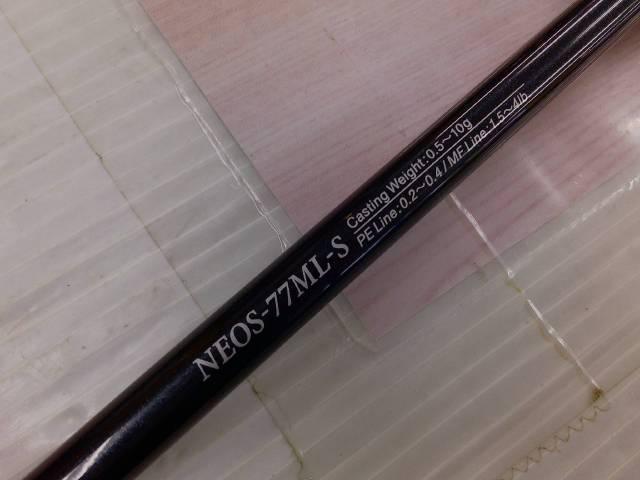 NEOS-77ML-S
Casting Weight:0.5~10g
PE Line:0.2~0.4/MF Line:1.5~4lb.